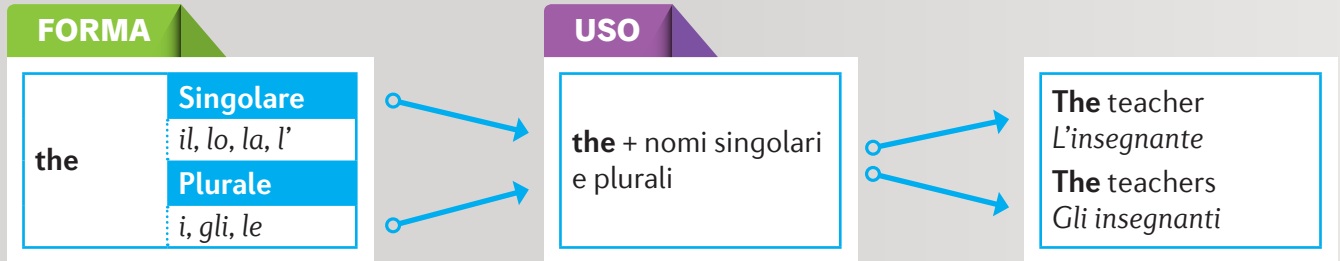 FORMA
the
Singolare
il, lo, la, l’
Plurale
i, gli, le
USO
the + nomi singolari
e plurali
The teacher
L’insegnante
The teachers
Gli insegnanti